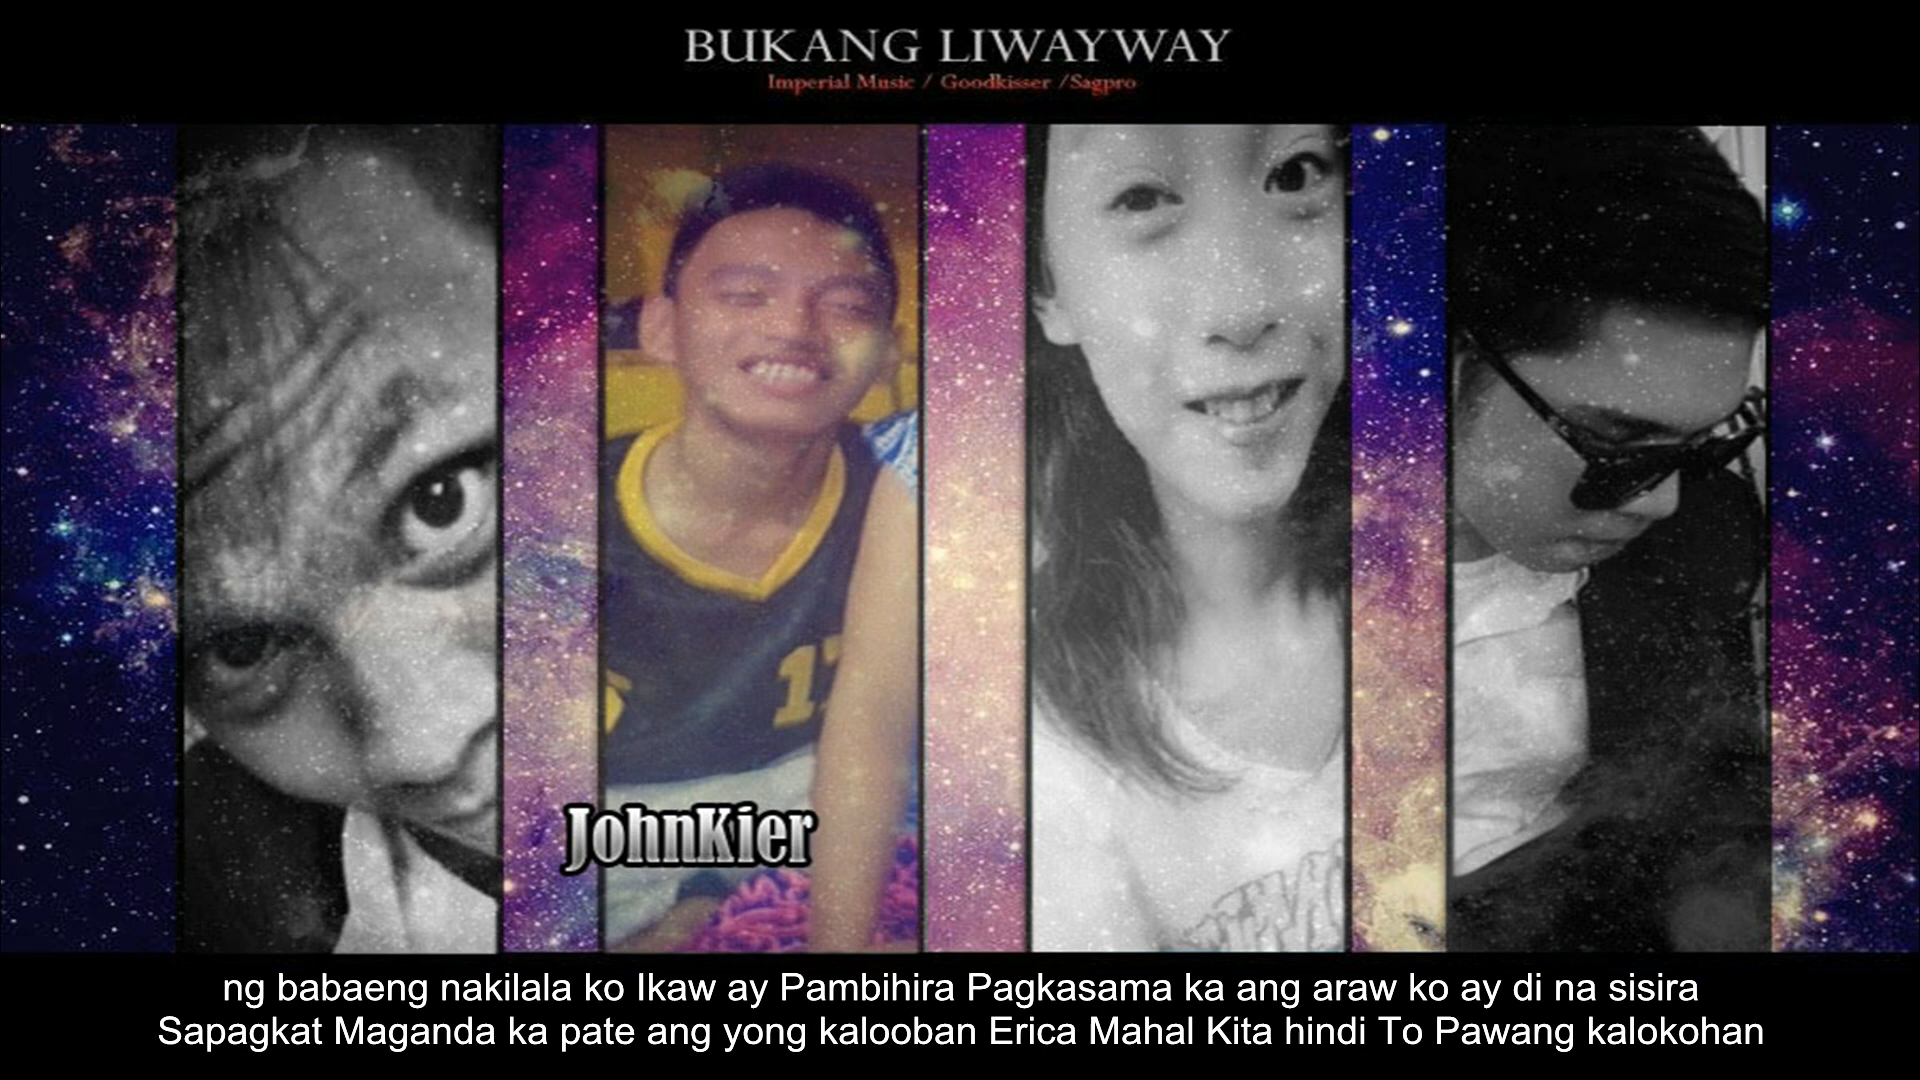 BUKANG LIWAYWAY
Imperial Music / Goodkisser /Sagpro
JohnKier
ng babaeng nakilala ko Ikaw ay Pambihira Pagkasama ka ang araw ko ay di na sisira
Sapagkat Maganda ka pate ang yong kalooban Erica Mahal Kita hindi To Pawang kalokohan